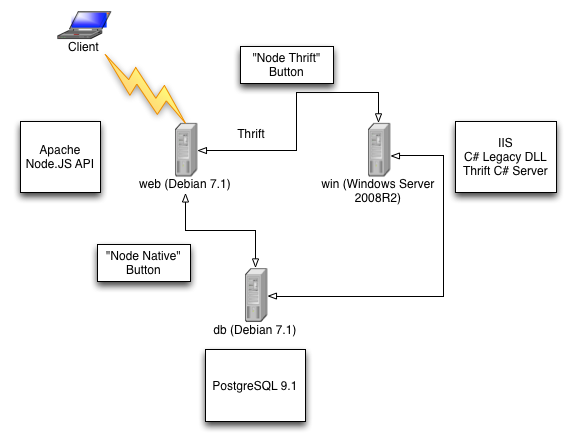 Client
"Node Thrift"
Button
Apache
Node.JS API
Thrift
IIS
C# Legacy DLL
Thrift C# Server
web (Debian 7.1)
win (Windows Server
2008R2)
"Node Native"
Button
db (Debian 7.1)
PostgreSQL 9.1